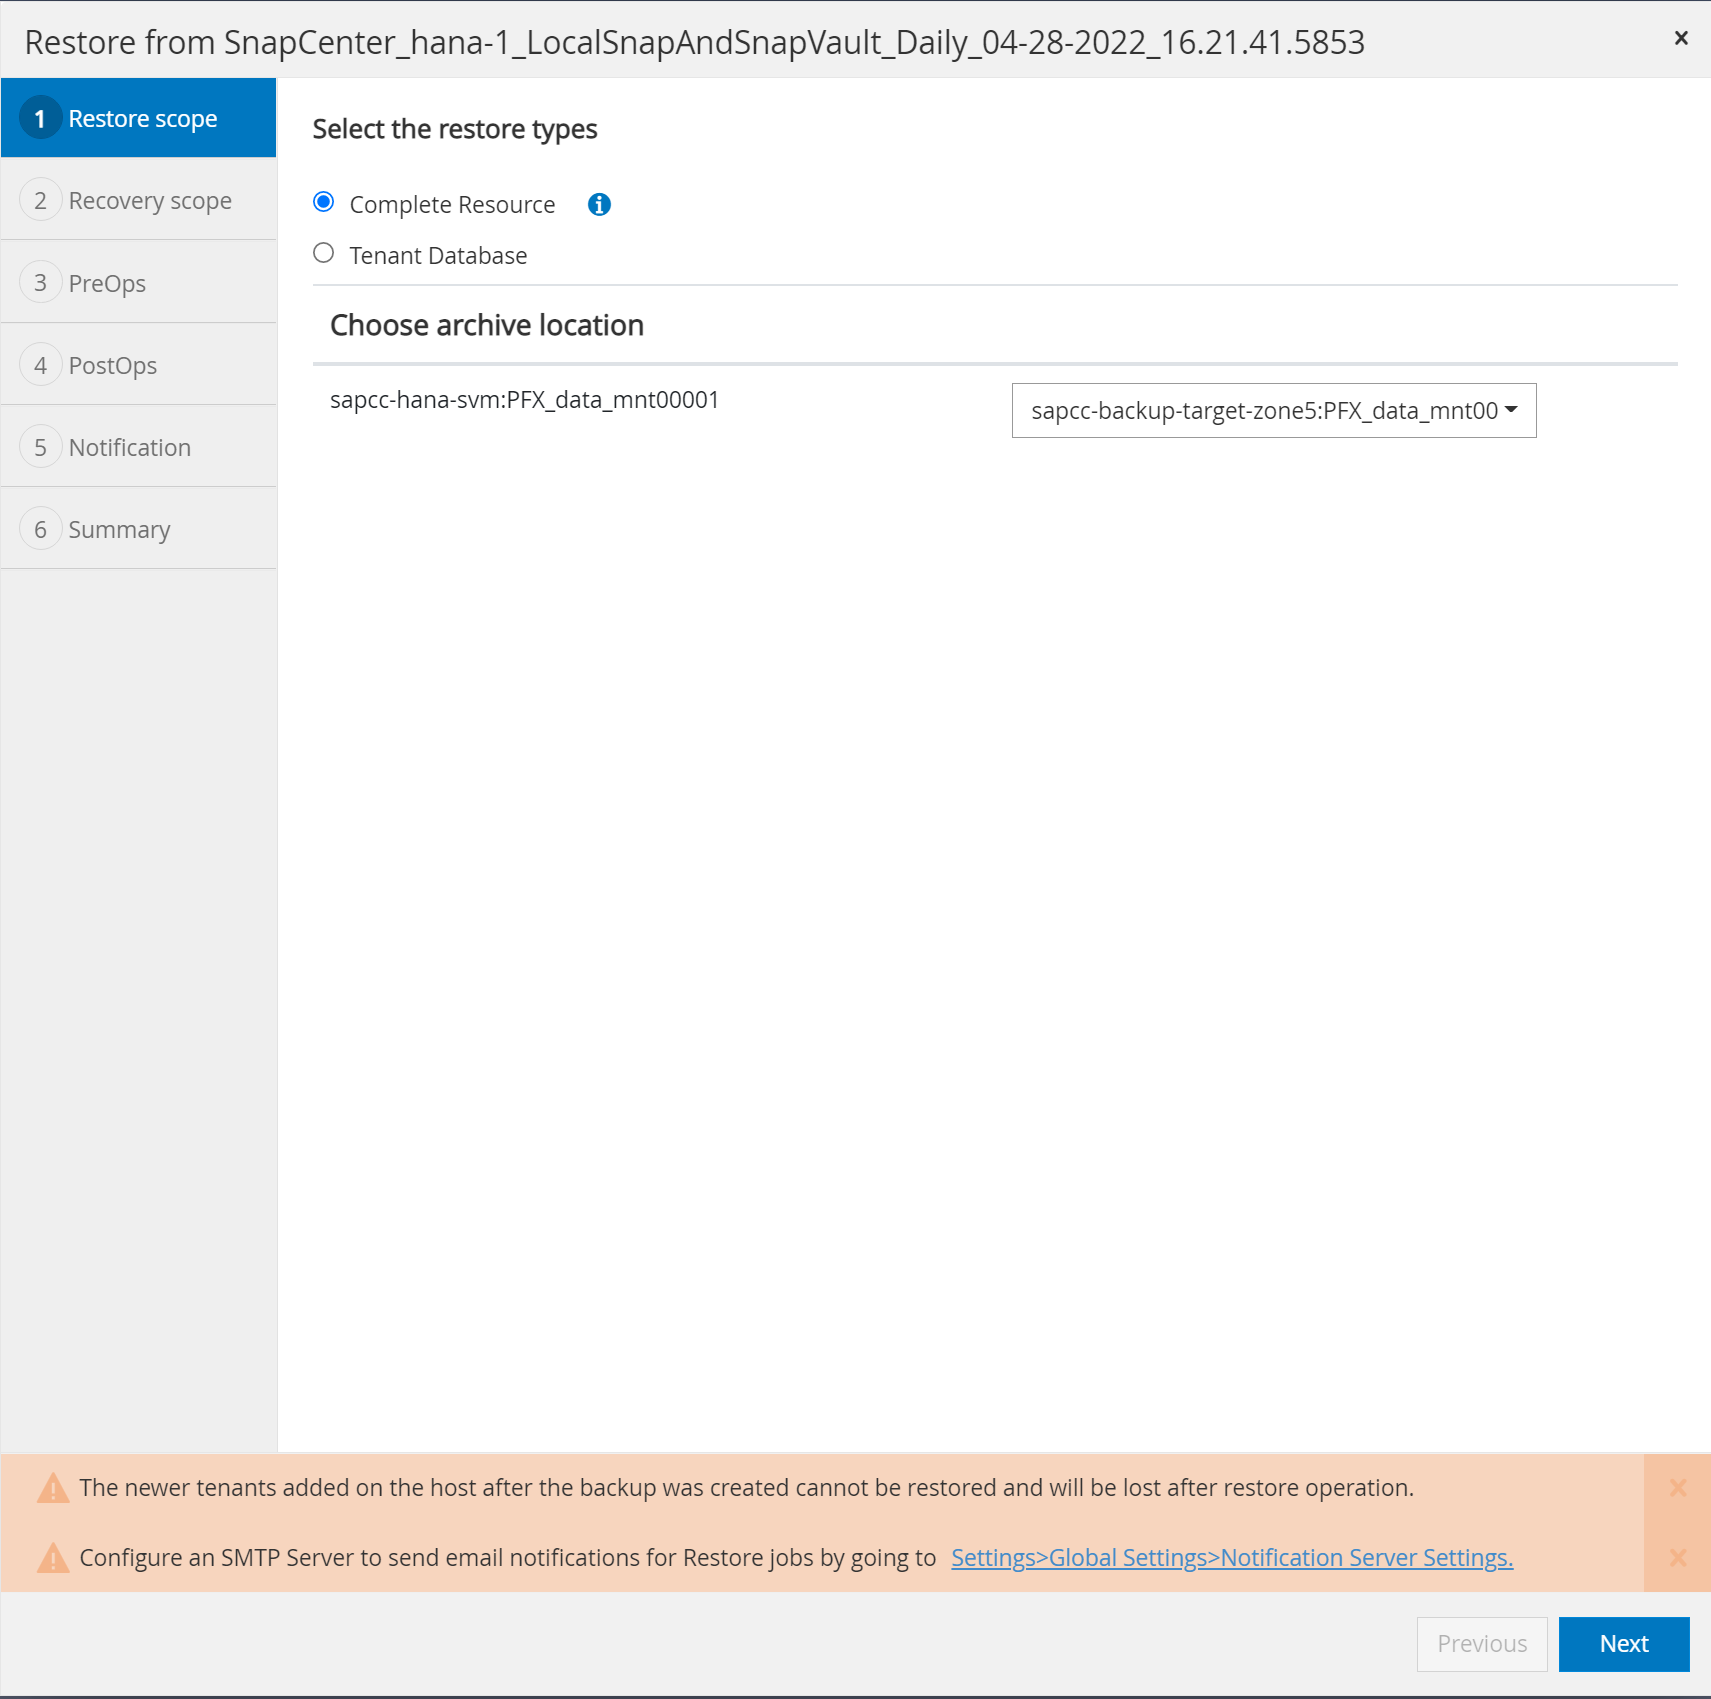 Restore from SnapCenter_hana-1_LocalSnapAndSnapVault_Daily_04-28-2022_16.21.41.5853
1 Restore scope
2 Recovery scope
3 PreOps
4 PostOps
5 Notification
6 Summary
Select the restore types
Complete Resource
Tenant Database
Choose archive location
sapcc-hana-svm:PFX_data_mnt00001
sapcc-backup-target-zone5:PFX_data_mnt00
The newer tenants added on the host after the backup was created cannot be restored and will be lost after restore operation.
Configure an SMTP Server to send email notifications for Restore jobs by going to Settings>Global Settings>Notification Server Settings.
Previous
Next